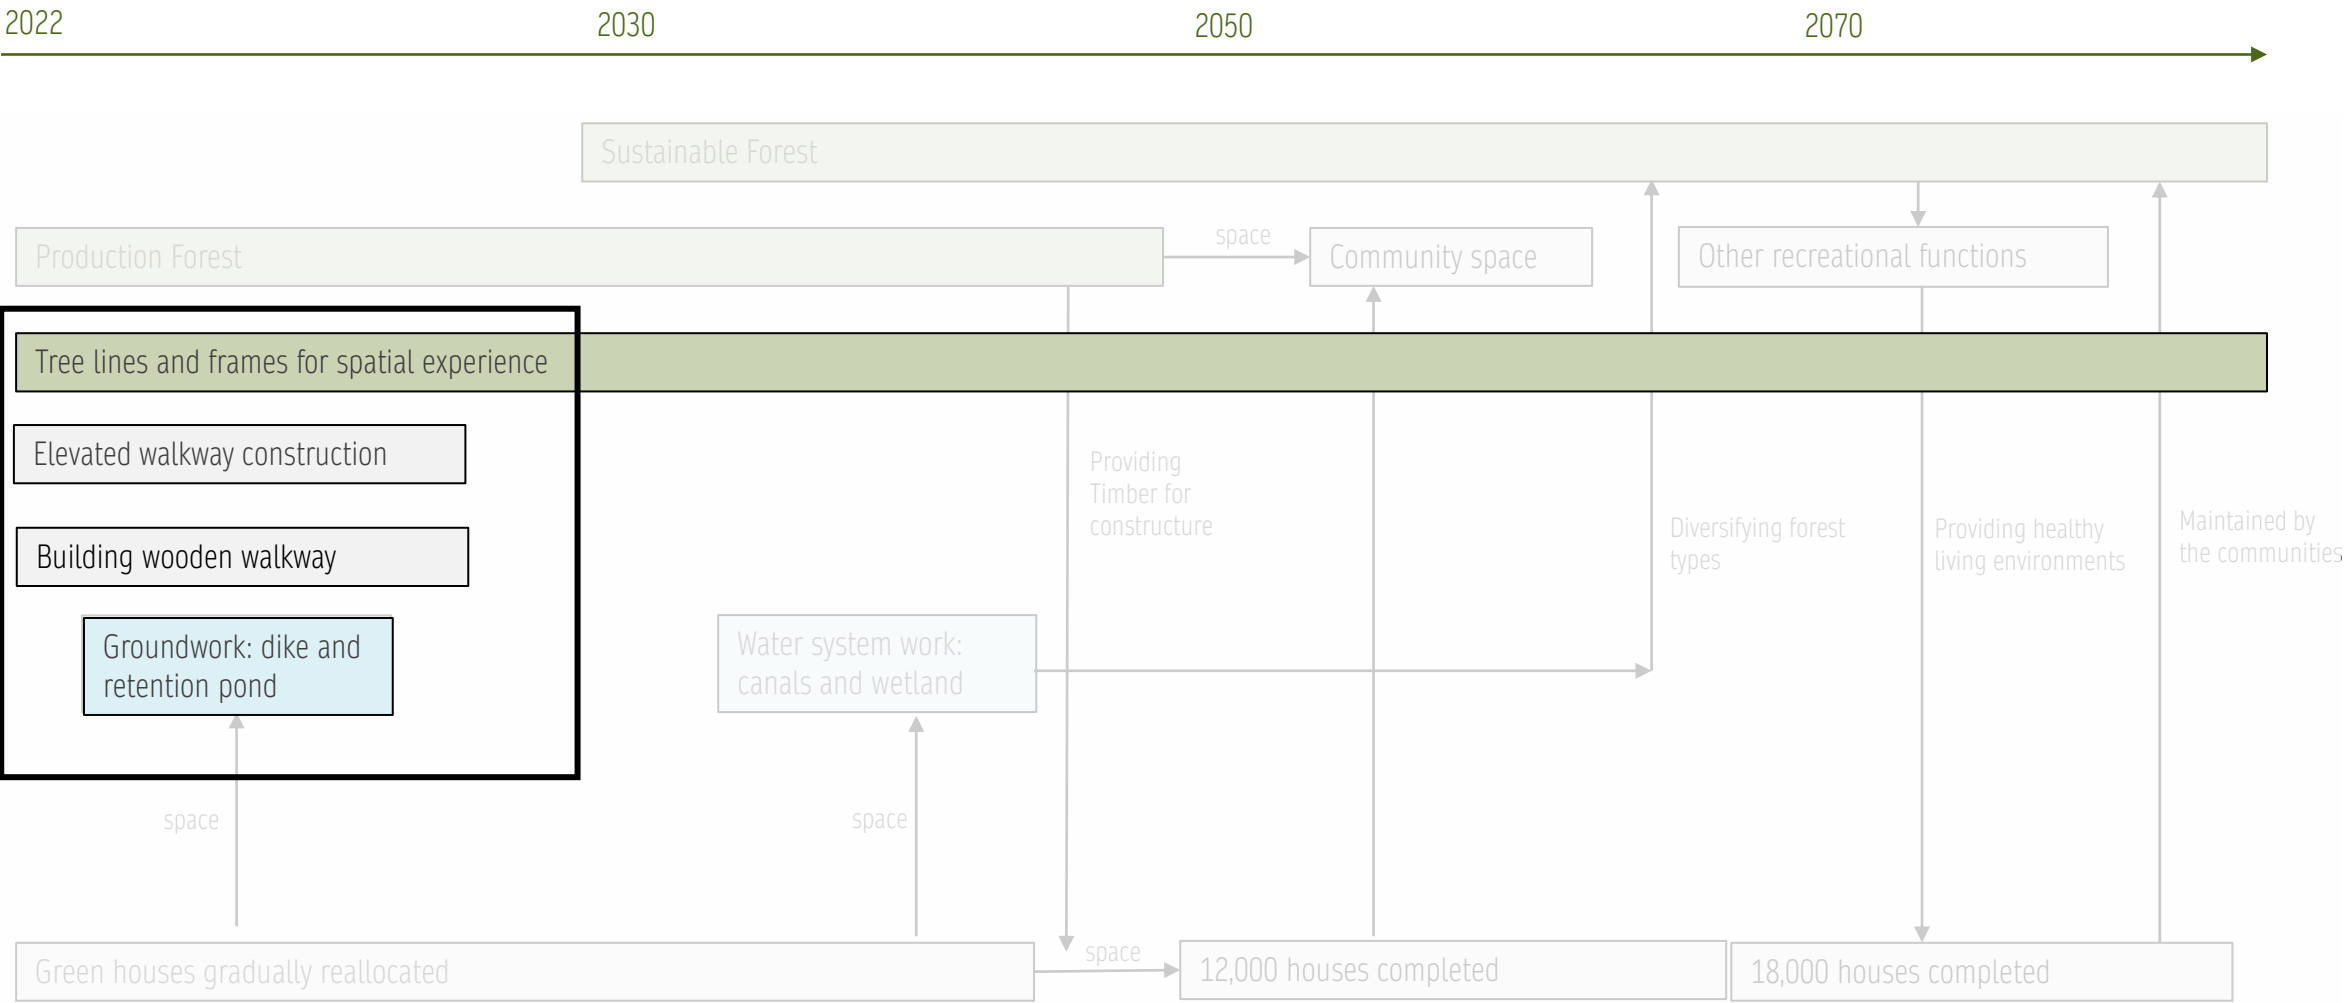 2022
2030
2050
2070
Sustainable Forest
Production Forest
space
Community space
Other recreational functions
Tree lines and frames for spatial experience
Elevated walkway construction
Building wooden walkway
Providing
Timber for
constructure
Diversifying forest
types
Providing healthy
living environments
Maintained by
the communities
Groundwork: dike and
retention pond
Water system work:
canals and wetland
space
space
space
Green houses gradually reallocated
12,000 houses completed
18,000 houses completed